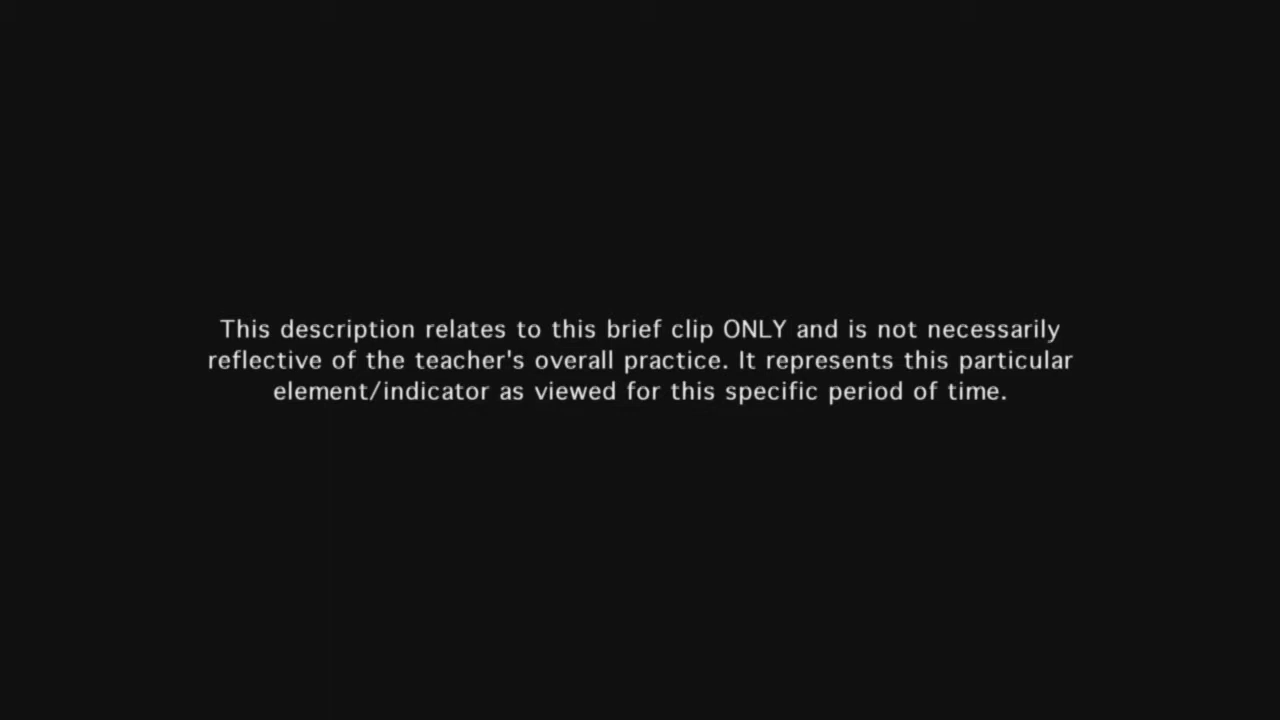 This description relates to this brief clip ONLY and is not necessarily
reflective of the teacher's overall practice. It represents this particular
element/indicator as viewed for this specific period of time.